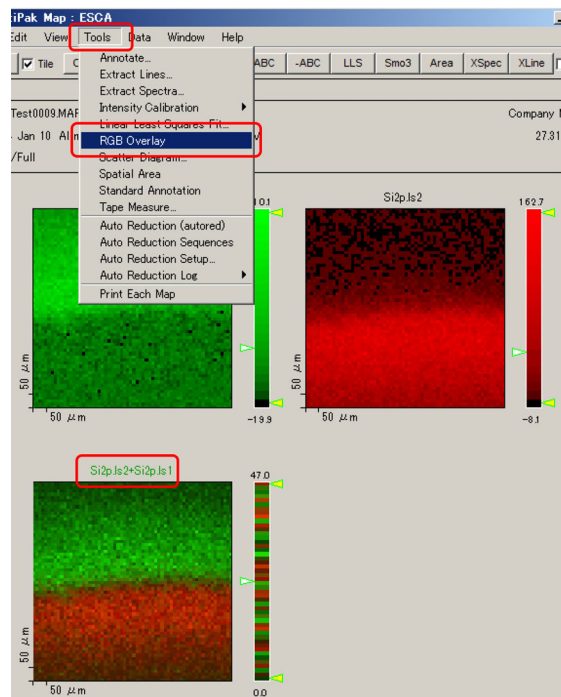 tiPak Map : ESCA
Edit View Tools Data Window Help
Tile ABC -ABC LLS Smo3 Area XSpec XLine
Annotate...
Extract Lines...
Extract Spectra...
Intensity Calibration
Linear Least Squares Fit...
RGB Overlay
Scatter Diagram...
Spatial Area
Standard Annotation
Tape Measure...
Auto Reduction (autored)
Auto Reduction Sequences
Auto Reduction Setup...
Auto Reduction Log
Print Each Map
Test0009.MAP
Company
Jan 10
27.31
/Full
Si2p.ls2
162.7
50 μm
50 μm
-19.9
50 μm
50 μm
-8.1
Si2p.ls2+Si2p.ls1
47.0
50 μm
50 μm
0.0